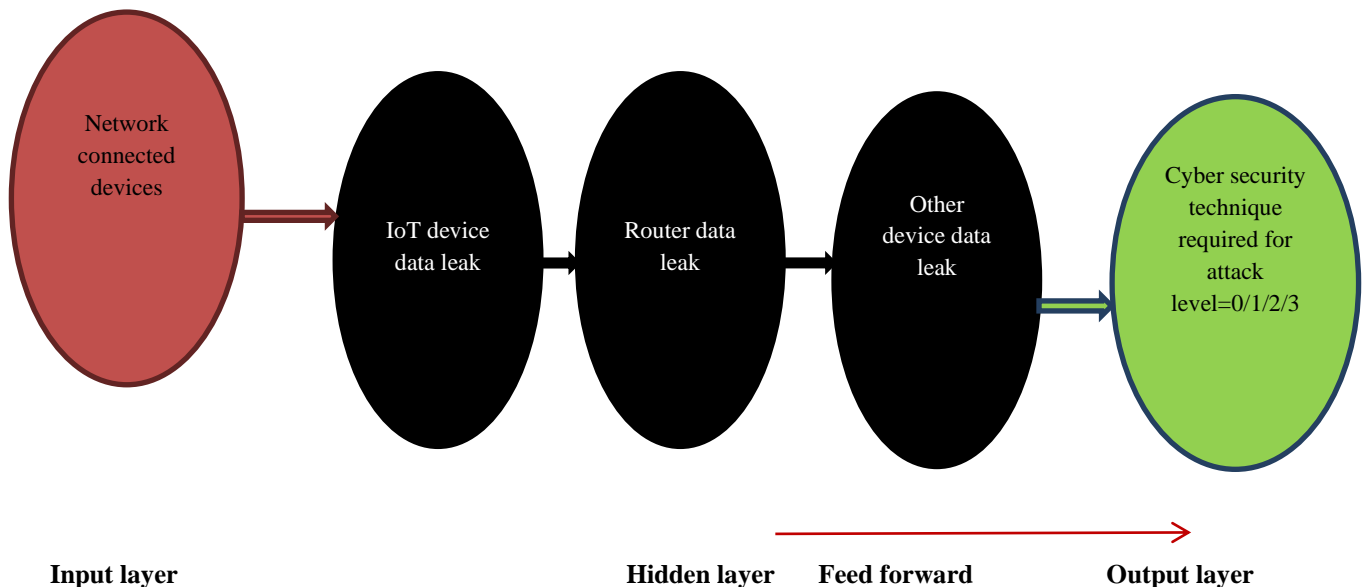 Network
connected
devices
IoT device
data leak
Router data
leak
Other
device data
leak
Cyber security
technique
required for
attack
level=0/1/2/3
Input layer
Hidden layer
Feed forward
Output layer